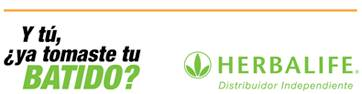 Y tú,
¿ya tomaste tu
BATIDO?
HERBALIFE®
Distribuidor Independiente